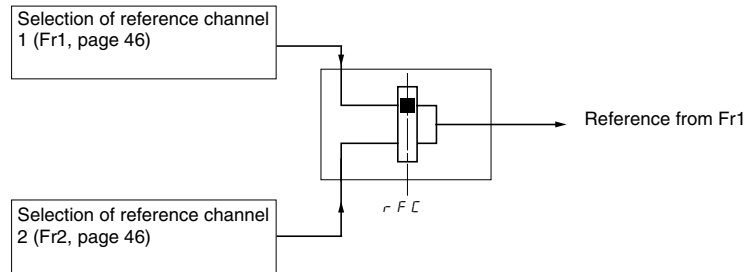 Selection of reference channel
1 (Fr1, page 46)
Reference from Fr1
rFC
Selection of reference channel
2 (Fr2, page 46)